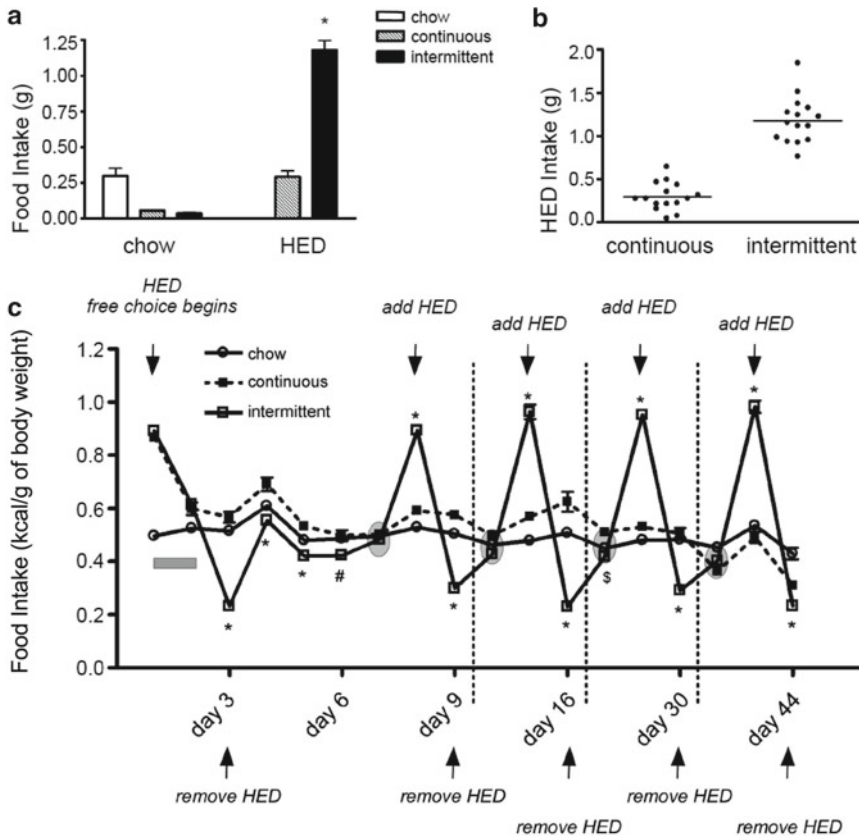 a
chow
continuous
intermittent
*
Food Intake (g)
1.25
1.00
0.75
0.50
0.25
0.00
chow
HED
b
HED Intake (g)
2.0
1.5
1.0
0.5
0.0
continuous
intermittent
c
HED
free choice begins
add HED
add HED
add HED
add HED
Food Intake (kcal/g of body weight)
1.2
1.0
0.8
0.6
0.4
0.2
0.0
chow
continuous
intermittent
* * * *
* * # $
* * * * *
day 3
day 6
day 9
day 16
day 30
day 44
remove HED
remove HED
remove HED
remove HED
remove HED